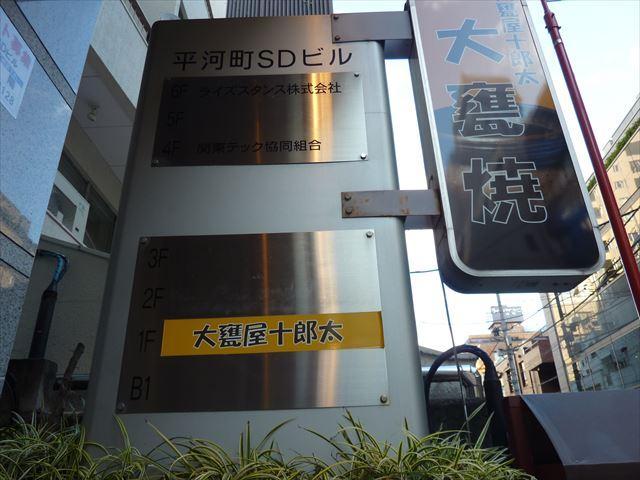 平河町SDビル
6F ライズスタンス株式会社
5F
4F 関東テック協同組合
3F
2F
1F 大甕屋十郎太
B1
甕屋十郎太
大甕焼